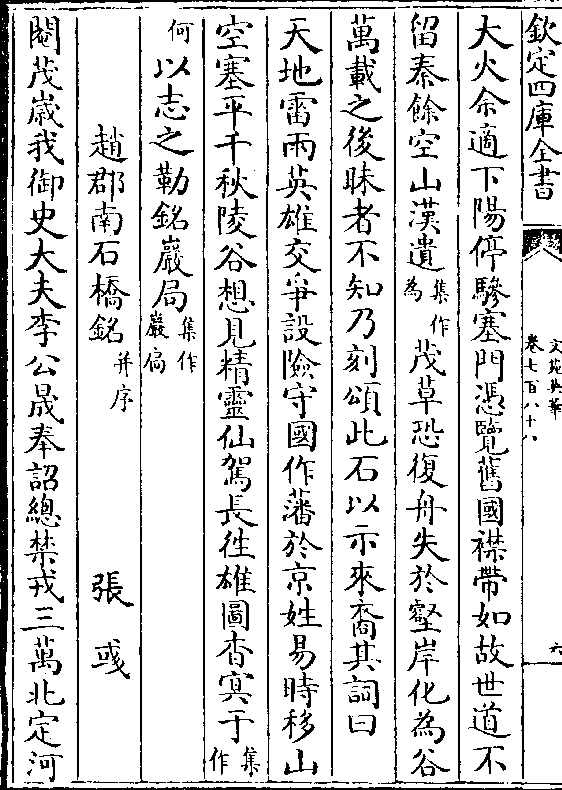 欽定四庫全書
文苑英華
卷七百八十八
六
大火余適下陽停驂塞門憑覽舊國襟帶如故世道不
留秦餘空山漢遺集作為茂草恐復舟失於壑岸化為谷
萬載之後昧者不知乃刻頌此石以示來裔其詞曰
天地雷雨英雄交爭設險守國作藩於京姓易時移山
空塞平千秋陵谷想見精靈仙駕長往雄圖杳冥于集作
何以志之勒銘巖局集作巖扃
趙郡南石橋銘并序 張彧
閹茂嵗我御史大夫李公晟奉詔總禁戎三萬北定河